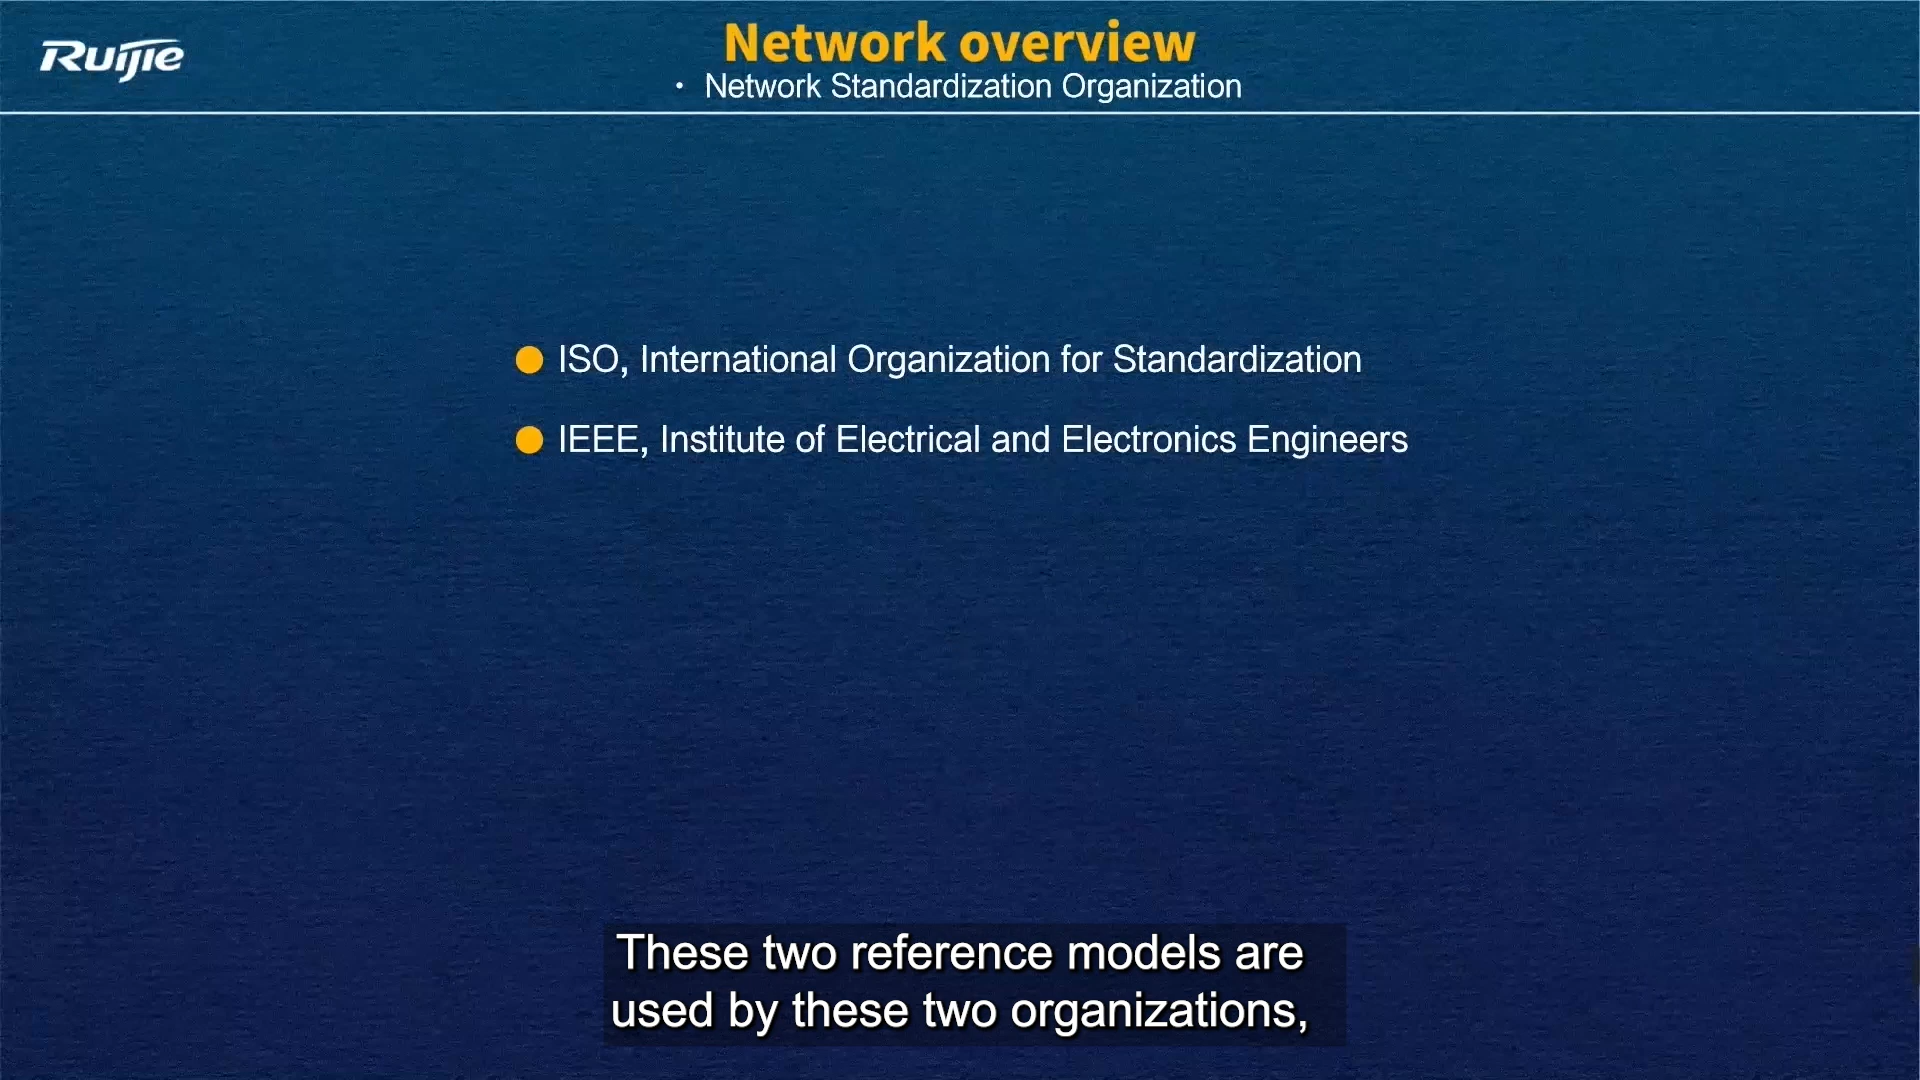 Ruijie
Network overview
· Network Standardization Organization
● ISO, International Organization for Standardization
● IEEE, Institute of Electrical and Electronics Engineers
These two reference models are
used by these two organizations,